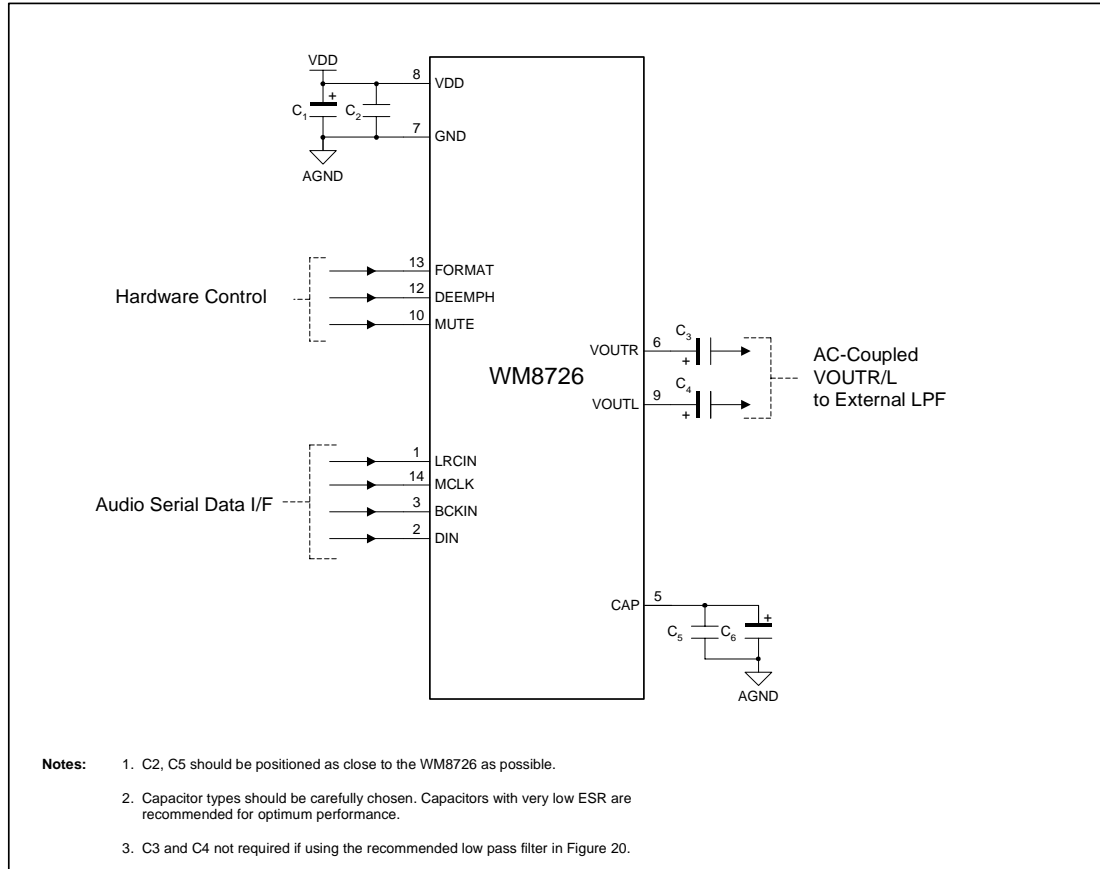 VDD
8 VDD
C1 + C2
7 GND
AGND
13 FORMAT
Hardware Control
12 DEEMPH
10 MUTE
WM8726
VOUTR 6 C3 +
VOUTL 9 C4 +
AC-Coupled
VOUTR/L
to External LPF
1 LRCIN
14 MCLK
Audio Serial Data I/F
3 BCKIN
2 DIN
CAP 5
C5 C6 +
AGND
Notes: 1. C2, C5 should be positioned as close to the WM8726 as possible.
2. Capacitor types should be carefully chosen. Capacitors with very low ESR are
recommended for optimum performance.
3. C3 and C4 not required if using the recommended low pass filter in Figure 20.